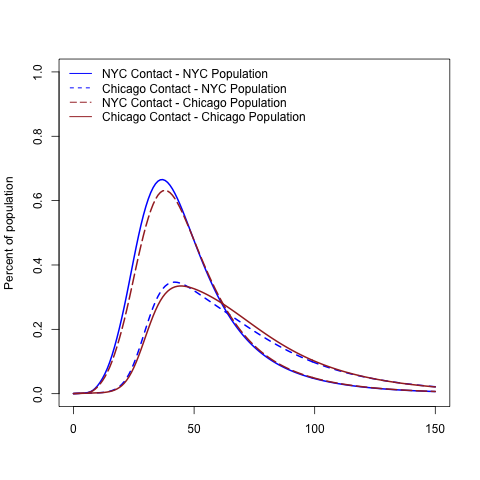 NYC Contact - NYC Population
Chicago Contact - NYC Population
NYC Contact - Chicago Population
Chicago Contact - Chicago Population
Percent of population
1.0
0.8
0.6
0.4
0.2
0.0
0 50 100 150